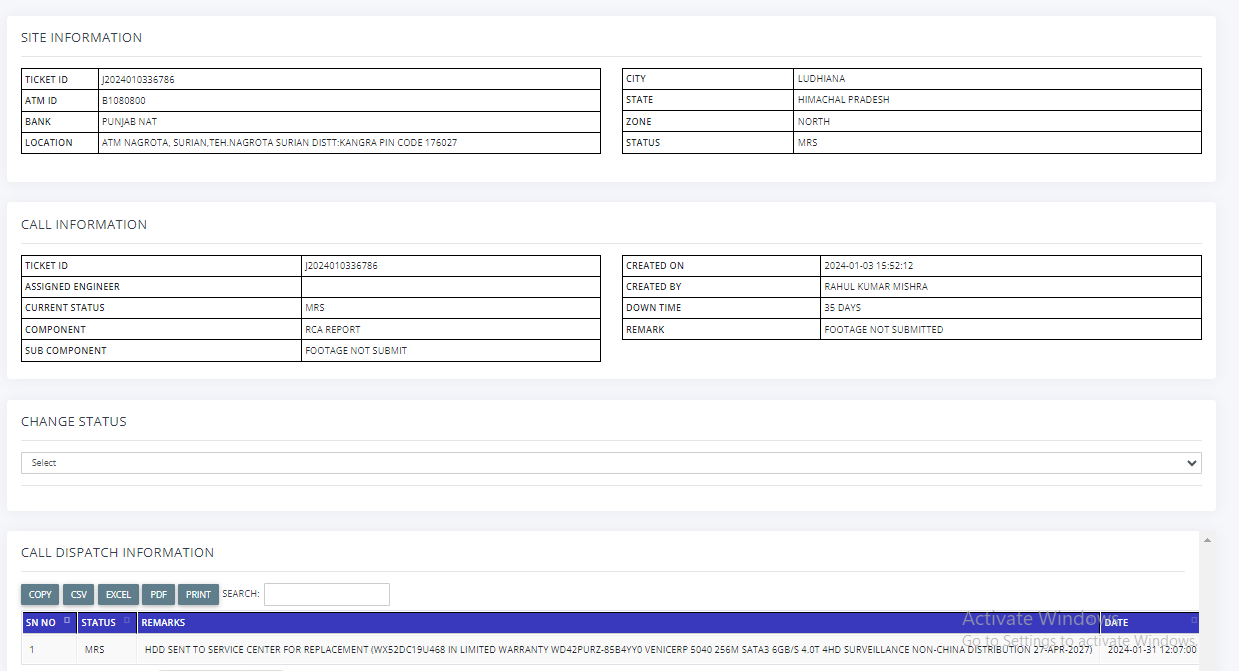 SITE INFORMATION
TICKET ID J2024010336786
ATM ID B1080800
BANK PUNJAB NAT
LOCATION ATM NAGROTA, SURIAN,TEH.NAGROTA SURIAN DISTT:KANGRA PIN CODE 176027
CITY LUDHIANA
STATE HIMACHAL PRADESH
ZONE NORTH
STATUS MRS
CALL INFORMATION
TICKET ID J2024010336786
ASSIGNED ENGINEER
CURRENT STATUS MRS
COMPONENT RCA REPORT
SUB COMPONENT FOOTAGE NOT SUBMIT
CREATED ON 2024-01-03 15:52:12
CREATED BY RAHUL KUMAR MISHRA
DOWN TIME 35 DAYS
REMARK FOOTAGE NOT SUBMITTED
CHANGE STATUS
Select
CALL DISPATCH INFORMATION
COPY CSV EXCEL PDF PRINT SEARCH:
SN NO STATUS REMARKS DATE
1 MRS HDD SENT TO SERVICE CENTER FOR REPLACEMENT (WX52DC19U468 IN LIMITED WARRANTY WD42PURZ-85B4YY0 VENICERP 5040 256M SATA3 6GB/S 4.0T 4HD SURVEILLANCE NON-CHINA DISTRIBUTION 27-APR-2027) 2024-01-31 12:07:00
Activate Windows
Go to Settings to activate Windows.